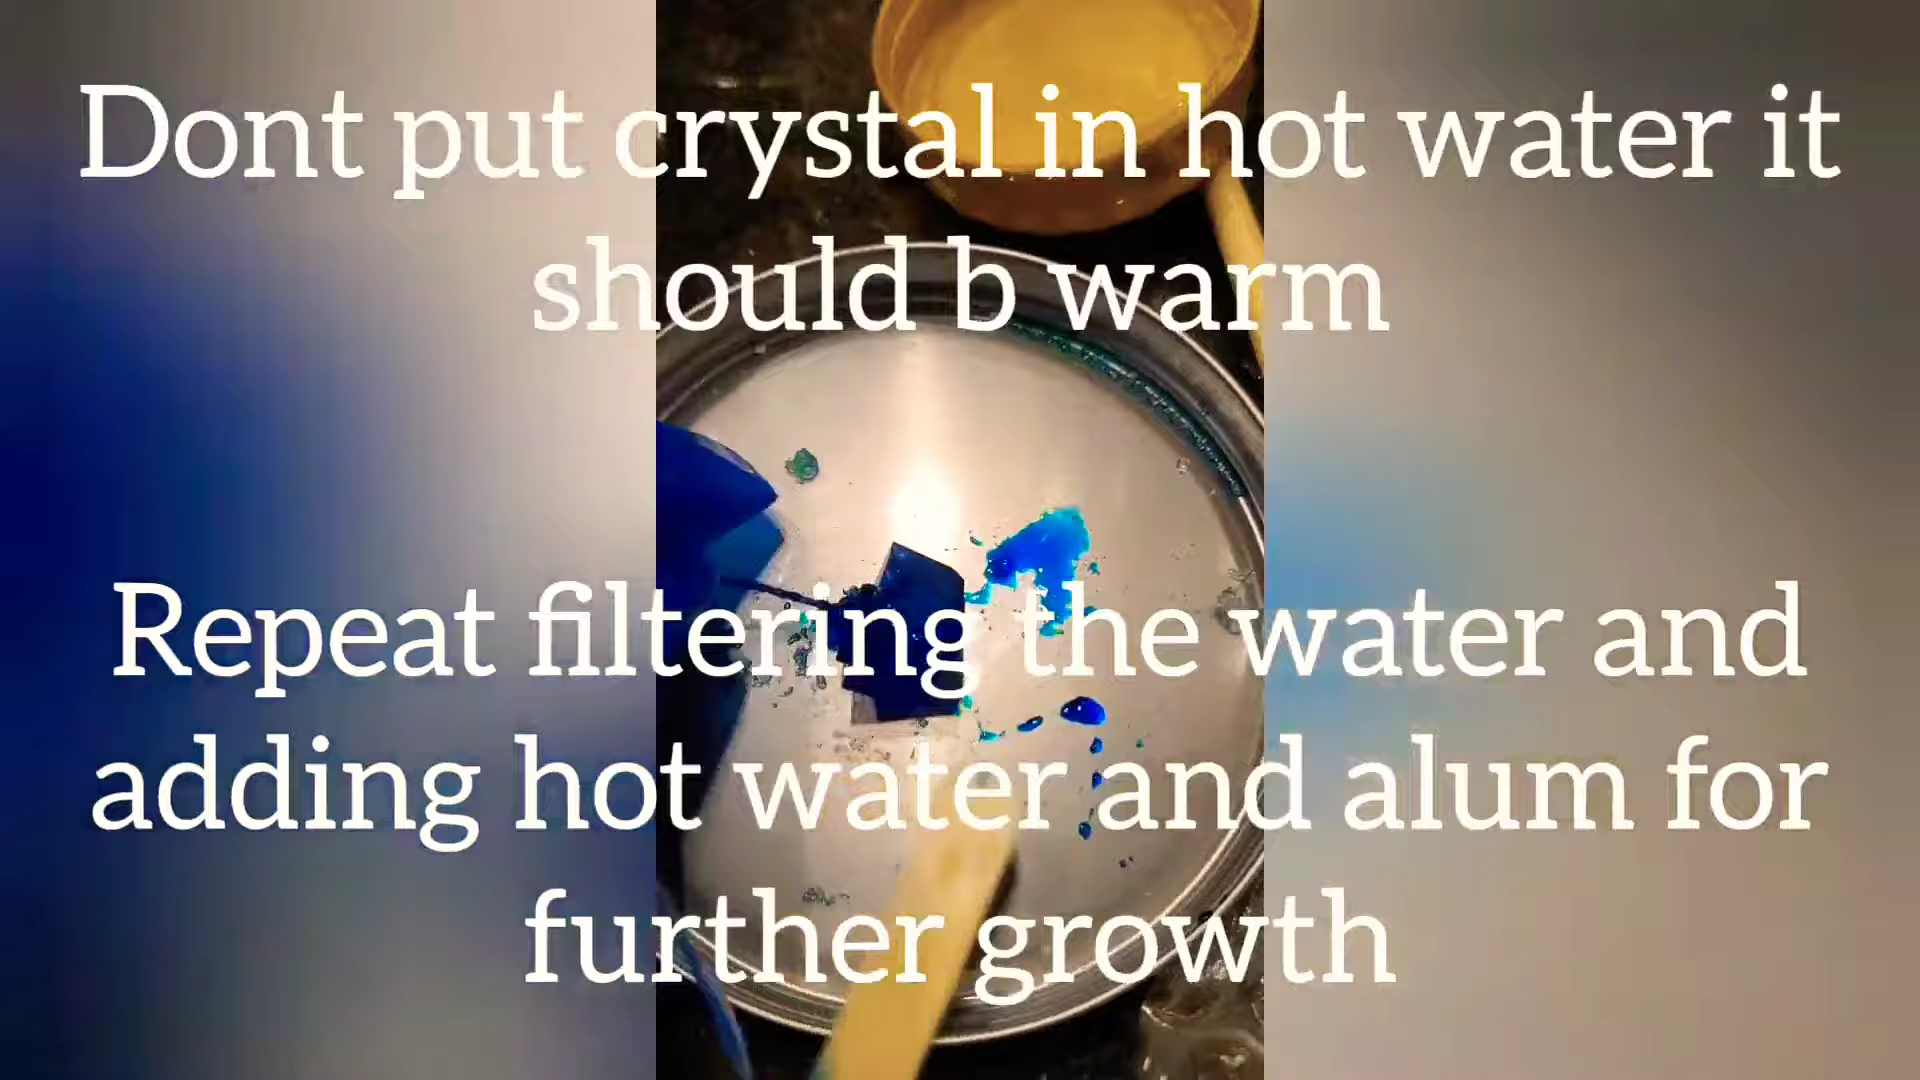 Dont put crystal in hot water it
should b warm
Repeat filtering the water and
adding hot water and alum for
further growth